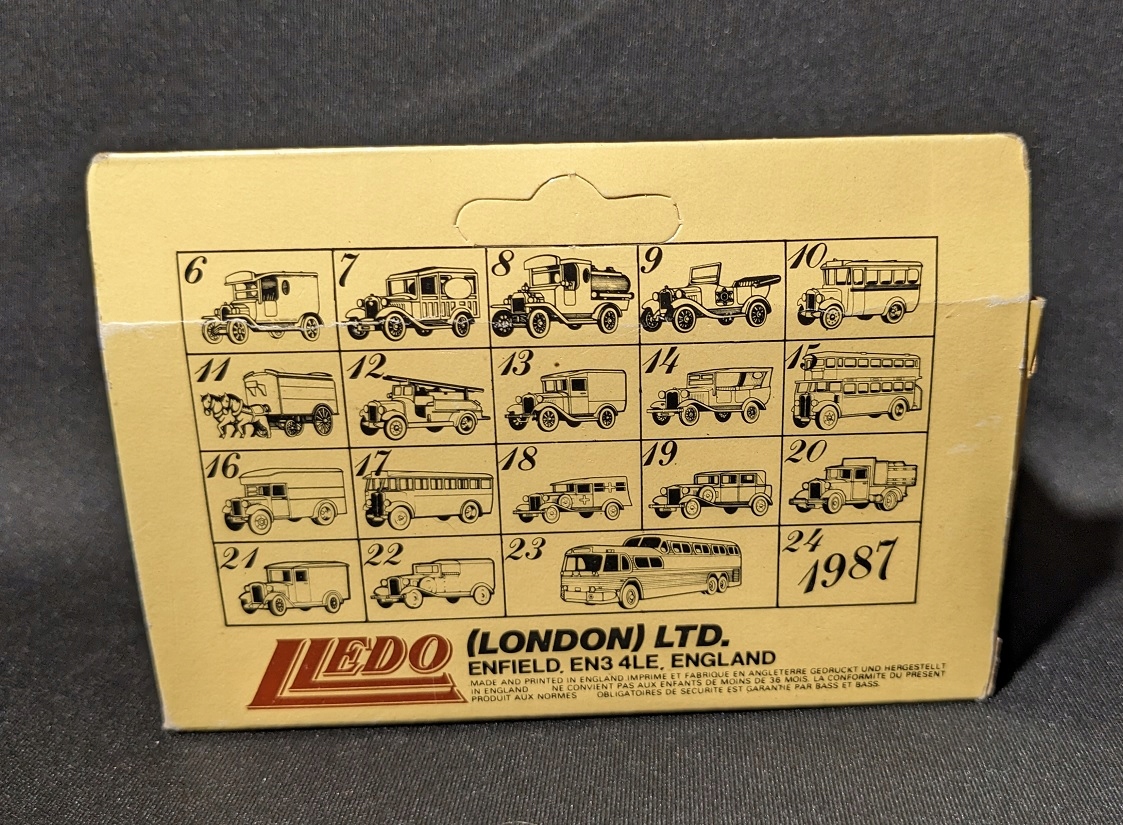 6 7 8 9 10
11 12 13 14 15
16 17 18 19 20
21 22 23 24
1987
LLEDO
(LONDON) LTD.
ENFIELD, EN3 4LE, ENGLAND
MADE AND PRINTED IN ENGLAND IMPRIME ET FABRIQUE EN ANGLETERRE GEDRUCKT UND HERGESTELLT
IN ENGLAND NE CONVIENT PAS AUX ENFANTS DE MOINS DE 36 MOIS. LA CONFORMITE DU PRESENT
PRODUIT AUX NORMES OBLIGATOIRES DE SECURITE EST GARANTIE PAR BASS ET BASS.